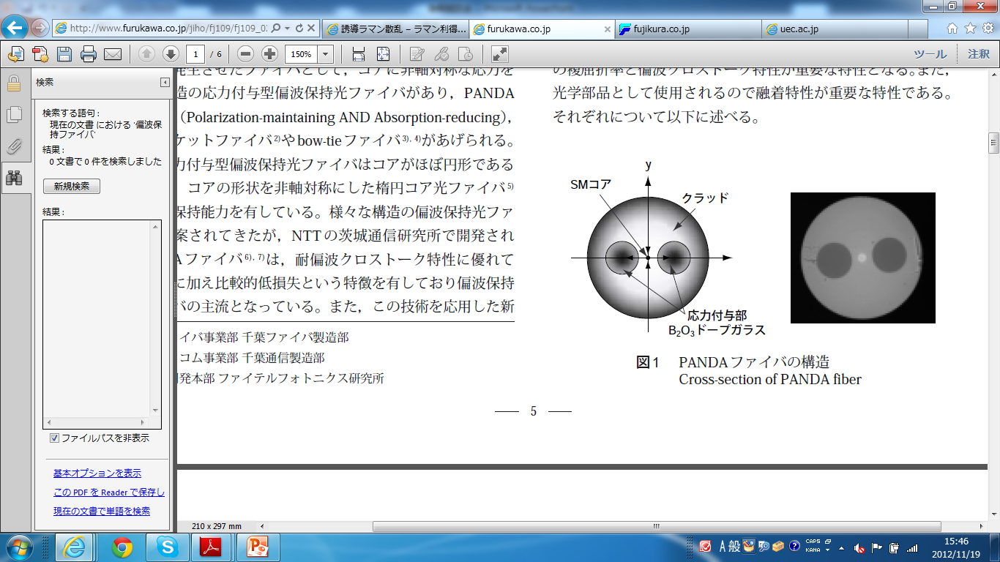 http://www.furukawa.co.jp/jiho/fj109/fj109_0
誘導ラマン散乱 – ラマン利得...
furukawa.co.jp
fujikura.co.jp
uec.ac.jp
1 / 6
150%
ツール
注釈
検索
検索する語句 :
現在の文書 における '偏波保
持ファイバ'
結果 :
0 文書で 0 件を検索しました
新規検索
結果 :
ファイルパスを非表示
基本オプションを表示
この PDF を Reader で保存し
現在の文書で単語を検索
発生させたファイバとして，コアに非軸対称な応力を
造の応力付与型偏波保持光ファイバがあり，PANDA
（Polarization-maintaining AND Absorption-reducing），
ケットファイバ2)やbow-tieファイバ3), 4)があげられる。
力付与型偏波保持光ファイバはコアがほぼ円形である
，コアの形状を非軸対称にした楕円コア光ファイバ5)
保持能力を有している。様々な構造の偏波保持光ファ
案されてきたが，NTTの茨城通信研究所で開発され
Aファイバ6), 7)は，耐偏波クロストーク特性に優れて
に加え比較的低損失という特徴を有しており偏波保持
バの主流となっている。また，この技術を応用した新
イバ事業部 千葉ファイバ製造部
コム事業部 千葉通信製造部
開発本部 ファイテルフォトニクス研究所
の複屈折率と偏波クロストーク特性が重要な特性となる。また，
光学部品として使用されるので融着特性が重要な特性である。
それぞれについて以下に述べる。
y
SMコア
クラッド
応力付与部
B2O3ドープガラス
図1 PANDAファイバの構造
Cross-section of PANDA fiber
5
210 x 297 mm
A 般
CAPS
KANA
15:46
2012/11/19